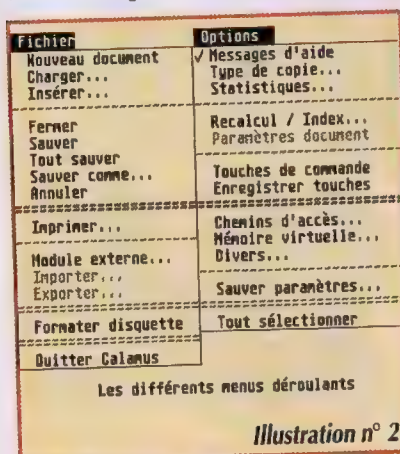 Fichier
Nouveau document
Charger...
Insérer...
Fermer
Sauver
Tout sauver
Sauver comme...
Annuler
Imprimer...
Module externe...
Importer...
Exporter...
Formater disquette
Quitter Calamus
Options
✓ Messages d'aide
Type de copie...
Statistiques...
Recalcul / Index...
Paramètres document
Touches de commande
Enregistrer touches
Chemins d'accès...
Mémoire virtuelle...
Divers...
Sauver paramètres...
Tout sélectionner
Les différents menus déroulants
Illustration n° 2